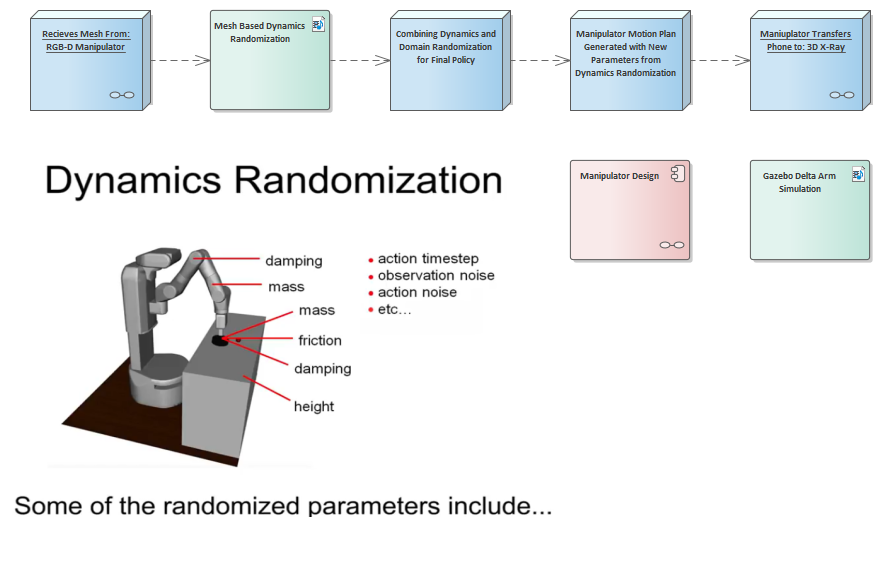 Recieves Mesh From:
RGB-D Manipulator
Mesh Based Dynamics
Randomization
Combining Dynamics and
Domain Randomization
for Final Policy
Manipulator Motion Plan
Generated with New
Parameters from
Dynamics Randomization
Maniuplator Transfers
Phone to: 3D X-Ray
Manipulator Design
Gazebo Delta Arm
Simulation
Dynamics Randomization
damping
mass
mass
friction
damping
height
• action timestep
• observation noise
• action noise
• etc...
Some of the randomized parameters include...